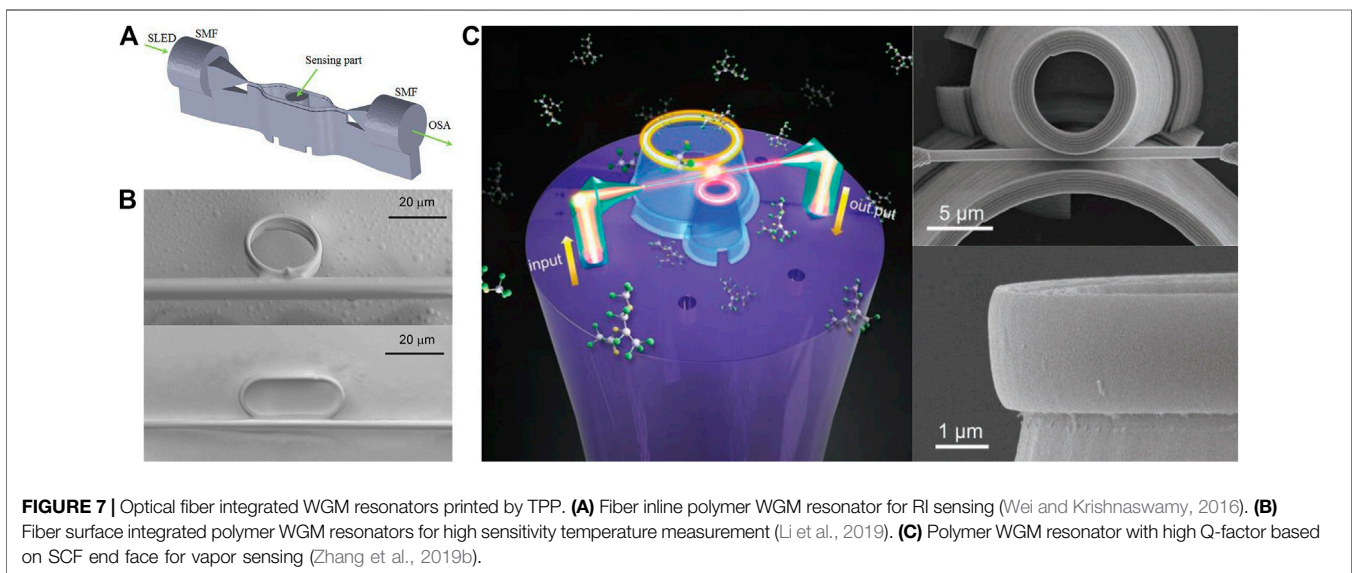 A
SLED
SMF
Sensing part
SMF
OSA
B
20 µm
20 µm
C
input
out.put
5 µm
1 µm
FIGURE 7 | Optical fiber integrated WGM resonators printed by TPP. (A) Fiber inline polymer WGM resonator for RI sensing (Wei and Krishnaswamy, 2016). (B)
Fiber surface integrated polymer WGM resonators for high sensitivity temperature measurement (Li et al., 2019). (C) Polymer WGM resonator with high Q-factor based
on SCF end face for vapor sensing (Zhang et al., 2019b).